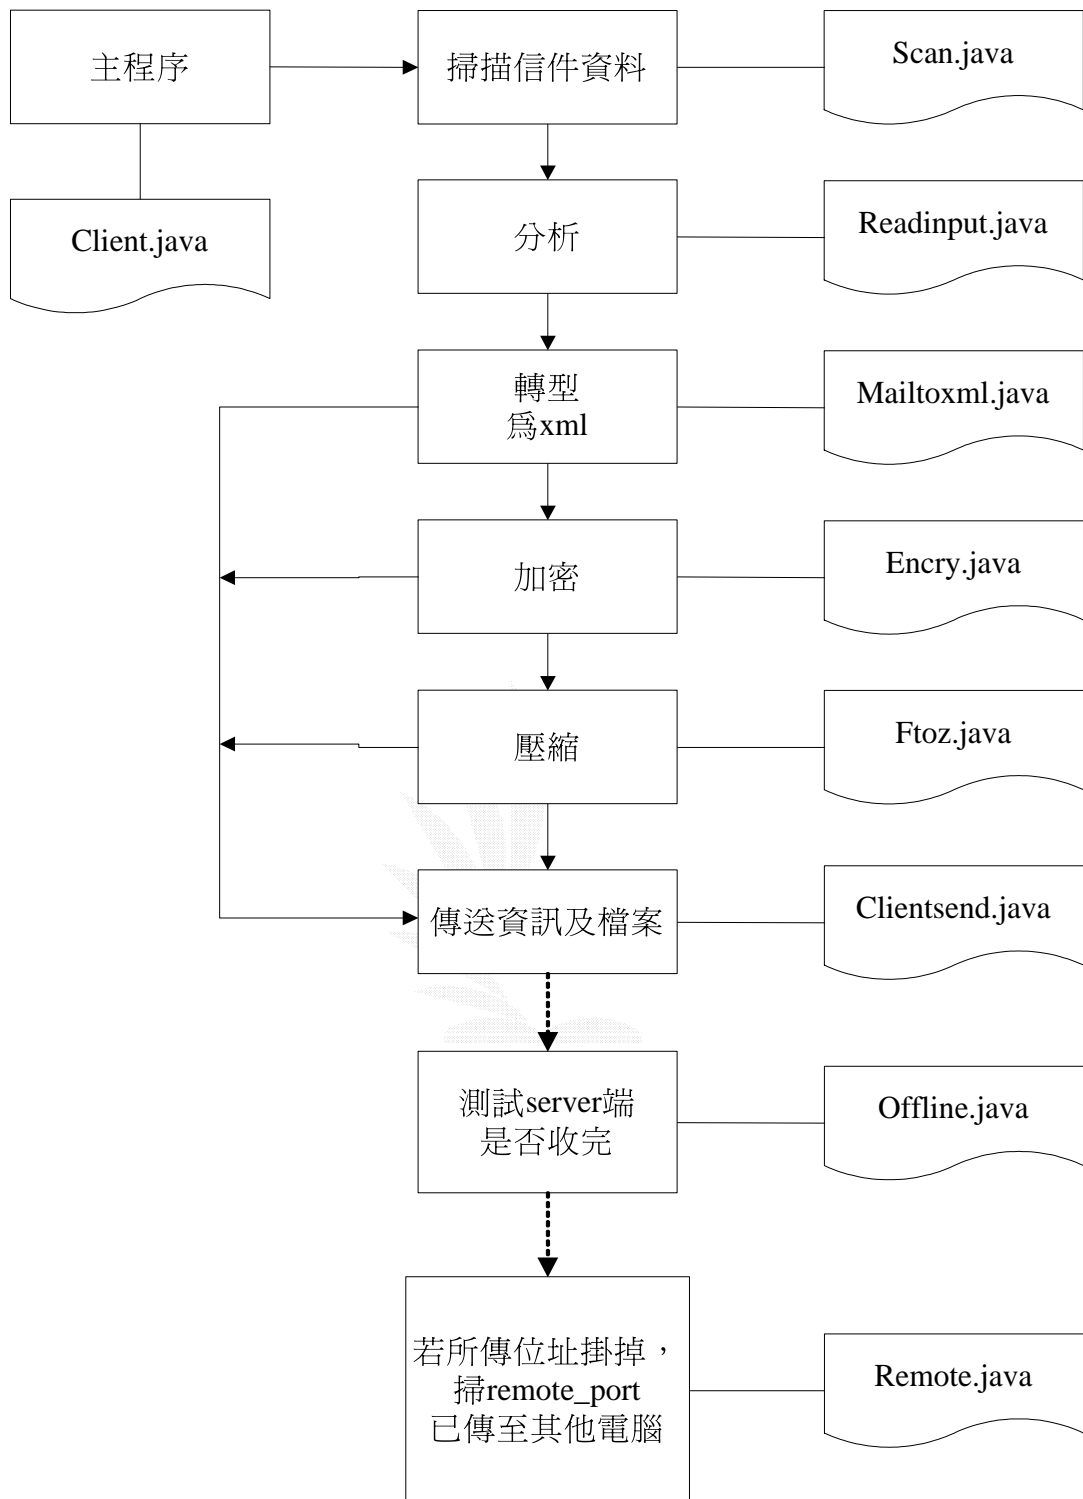 主程序
掃描信件資料
Scan.java
Client.java
分析
Readinput.java
轉型
爲xml
Mailtoxml.java
加密
Encry.java
壓縮
Ftoz.java
傳送資訊及檔案
Clientsend.java
測試server端
是否收完
Offline.java
若所傳位址掛掉，
掃remote_port
已傳至其他電腦
Remote.java